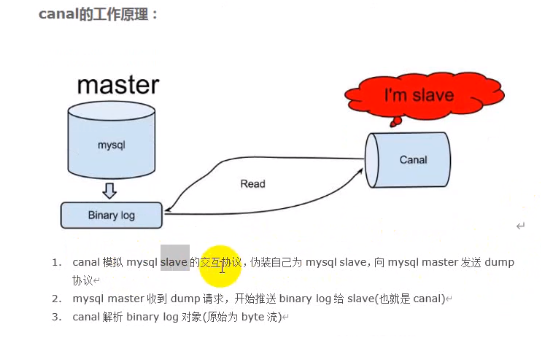 canal的工作原理：
master
I'm slave
mysql
Canal
Read
Binary log
1. canal 模拟 mysql slave 的交互协议，伪装自己为 mysql slave，向 mysql master 发送 dump
协议
2. mysql master 收到 dump 请求，开始推送 binary log 给 slave(也就是 canal)
3. canal 解析 binary log 对象(原始为 byte 流)